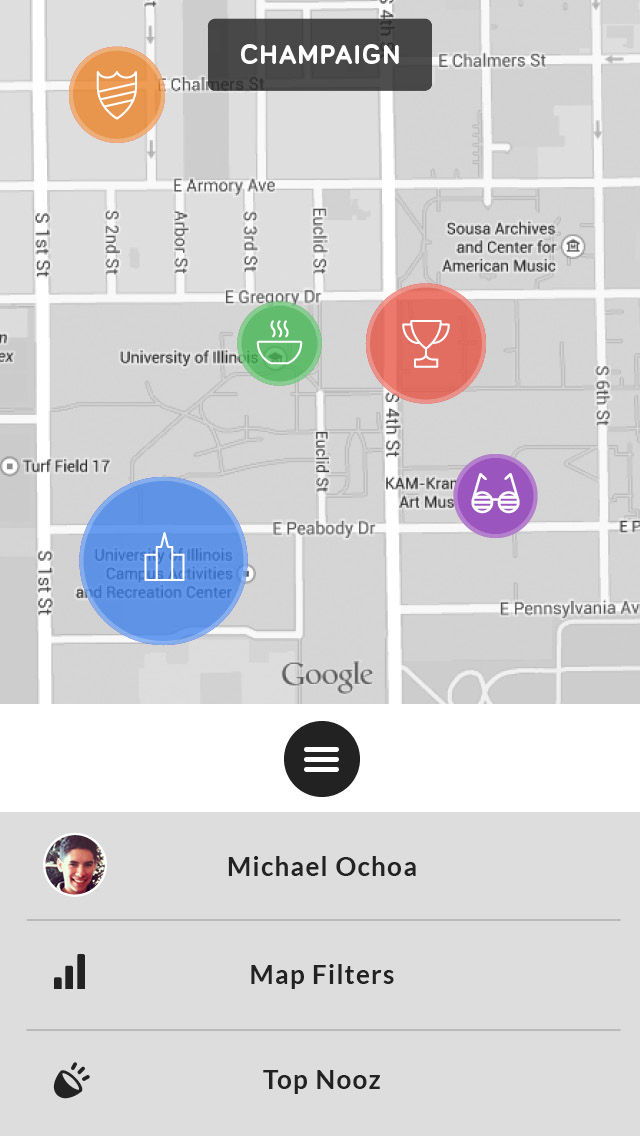 CHAMPAIGN
S 4th
E Chalmers St
E Chalmers St
E Armory Ave
S 1st St
S 2nd St
Arbor St
S 3rd St
Euclid St
Sousa Archives
and Center for
American Music
E Gregory Dr
University of Illinois
S 4th St
S 6th St
Turf Field 17
Euclid St
KAM-Kran
Art Mus
E Peabody Dr
E P
University of Illinois
Campus Activities
and Recreation Center
S 1st St
E Pennsylvania Av
Google
Michael Ochoa
Map Filters
Top Nooz